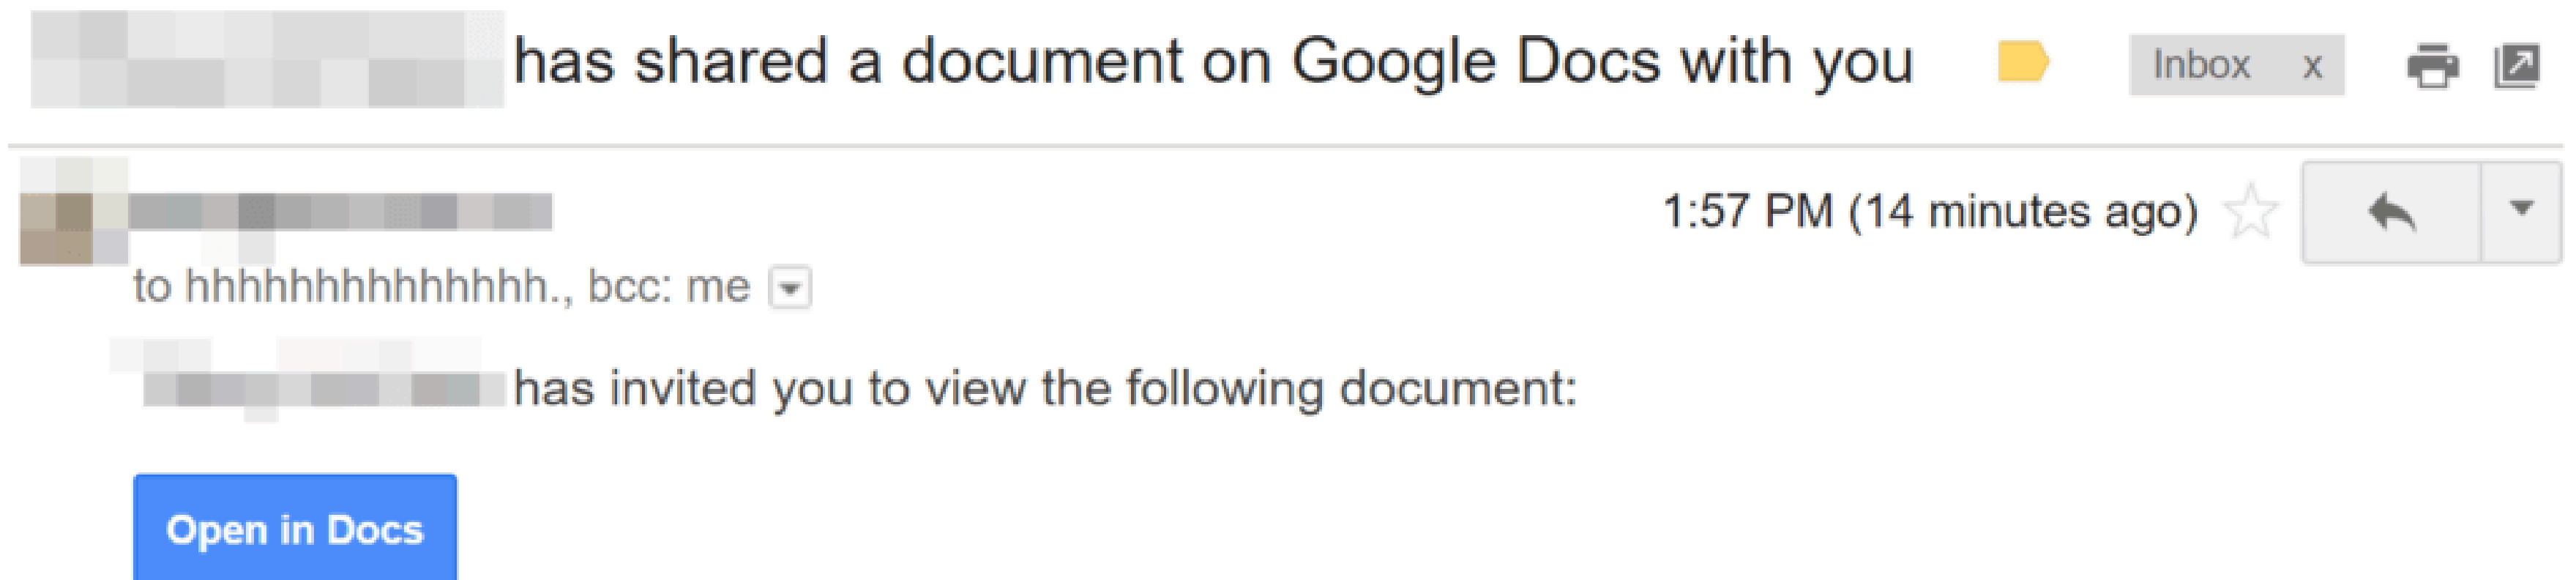 has shared a document on Google Docs with you Inbox x
1:57 PM (14 minutes ago)
to hhhhhhhhhhhhhhh., bcc: me
has invited you to view the following document:
Open in Docs